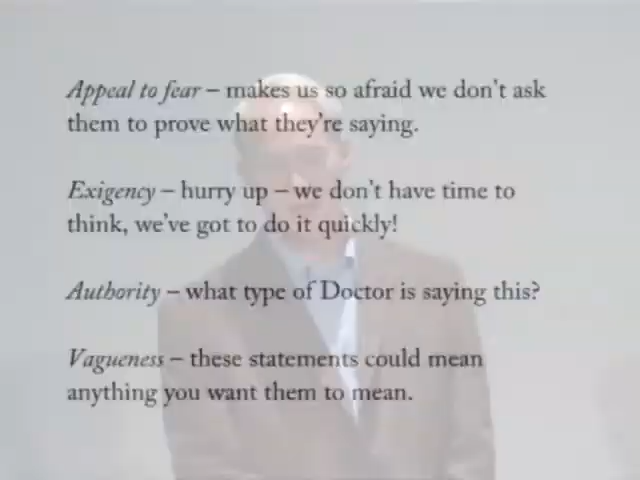 Appeal to fear – makes us so afraid we don't ask
them to prove what they're saying.
Exigency – hurry up – we don't have time to
think, we've got to do it quickly!
Authority – what type of Doctor is saying this?
Vagueness – these statements could mean
anything you want them to mean.